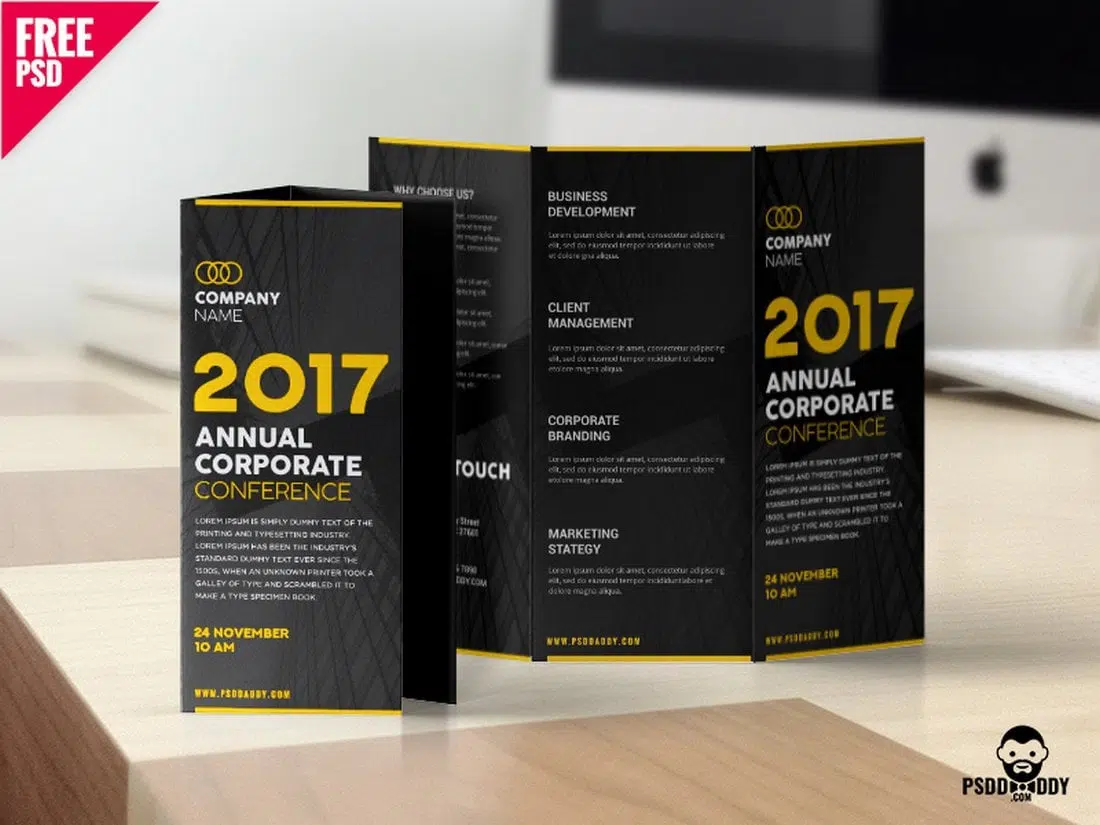 FREE
PSD
COMPANY
NAME
2017
ANNUAL
CORPORATE
CONFERENCE
LOREM IPSUM IS SIMPLY DUMMY TEXT OF THE
PRINTING AND TYPESETTING INDUSTRY.
LOREM IPSUM HAS BEEN THE INDUSTRY'S
STANDARD DUMMY TEXT EVER SINCE THE
1500S, WHEN AN UNKNOWN PRINTER TOOK A
GALLEY OF TYPE AND SCRAMBLED IT TO
MAKE A TYPE SPECIMEN BOOK.
24 NOVEMBER
10 AM
WWW.PSDDADDY.COM
WHY CHOOSE US?
TOUCH
BUSINESS
DEVELOPMENT
Lorem ipsum dolor sit amet, consectetur adipiscing
elit, sed do eiusmod tempor incididunt ut labore
et dolore gna aliqua.
CLIENT
MANAGEMENT
Lorem ipsum dolor sit amet, consectetur adipiscing
elit, sed do eiusmod tempor incididunt ut labore et
etolore magna aliqua.
CORPORATE
BRANDING
Lorem ipsum dolor sit amet, consectetur adipiscing
elit, sed do eiusmod tempor incididunt ut labore
etolore magna aliqua.
MARKETING
STATEGY
Lorem ipsum dolor sit amet, consectetur adipiscing
elit, sed do eiusmod tempor incididuntlabore et
dolore magna aliqua.
WWW.PSDDADDY.COM
COMPANY
NAME
2017
ANNUAL
CORPORATE
CONFERENCE
LOREM IPSUM IS SIMPLY DUMMY TEXT OF THE
PRINTING AND TYPESETTING INDUSTRY.
LOREM IPSUM HAS BEEN THE INDUSTRY'S
STANDARD DUMMY TEXT EVER SINCE THE
1500S, WHEN AN UNKNOWN PRINTER TOOK A
GALLEY OF TYPE AND SCRAMBLED IT TO
MAKE A TYPE SPECIMEN BOOK.
24 NOVEMBER
10 AM
WWW.PSDDADDY.COM
PSDDADDY
.COM